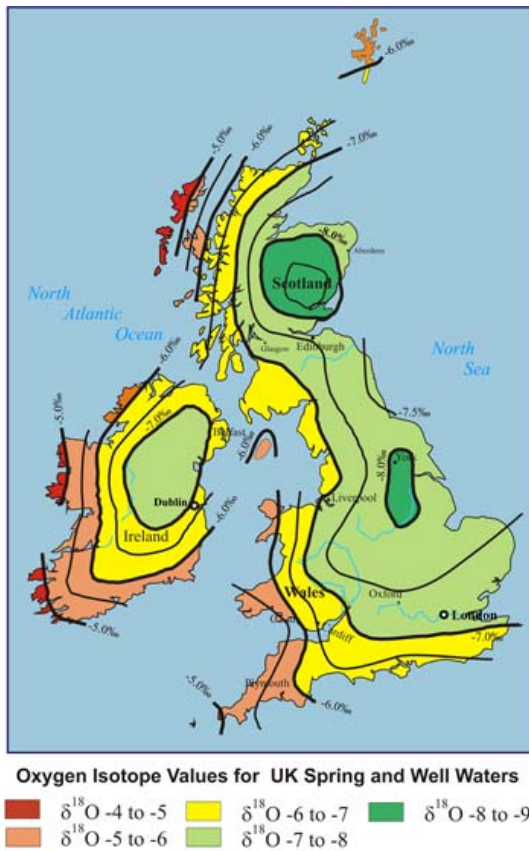 -6.0‰
-5.0‰
-6.0‰
-7.0‰
-8.0‰
Aberdeen
Scotland
North
Atlantic
Ocean
Glasgow
Edinburgh
North
Sea
-6.0‰
-5.0‰
-7.0‰
-7.5‰
Belfast
-6.0‰
-8.0‰
York
Dublin
Liverpool
-6.0‰
Ireland
Wales
Oxford
London
-5.0‰
Cardiff
-7.0‰
-5.0‰
Plymouth
-6.0‰
Oxygen Isotope Values for UK Spring and Well Waters
δ18O -4 to -5
δ18O -6 to -7
δ18O -8 to -9
δ18O -5 to -6
δ18O -7 to -8